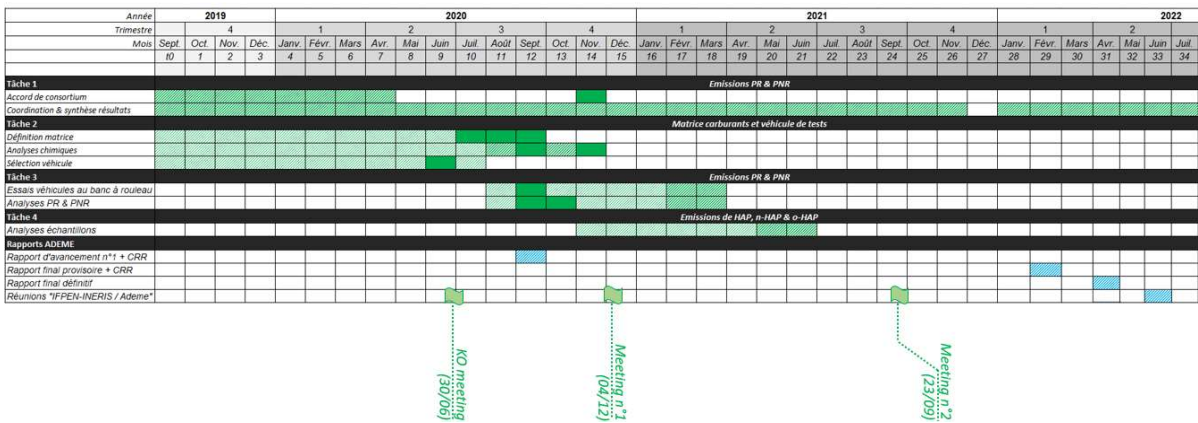 Année 2019 2020 2021 2022
Trimestre 4 1 2 3 4 1 2 3 4 1 2
Mois Sept. Oct. Nov. Déc. Janv. Févr. Mars Avr. Mai Juin Juil. Août Sept. Oct. Nov. Déc. Janv. Févr. Mars Avr. Mai Juin Juil. Août Sept. Oct. Nov. Déc. Janv. Févr. Mars Avr. Mai Juin Juil.
t0 1 2 3 4 5 6 7 8 9 10 11 12 13 14 15 16 17 18 19 20 21 22 23 24 25 26 27 28 29 30 31 32 33 34
Tâche 1 Emissions PR & PNR
Accord de consortium
Coordination & synthèse résultats
Tâche 2 Matrice carburants et véhicule de tests
Définition matrice
Analyses chimiques
Sélection véhicule
Tâche 3 Emissions PR & PNR
Essais véhicules au banc à rouleau
Analyses PR & PNR
Tâche 4 Emissions de HAP, n-HAP & o-HAP
Analyses échantillons
Rapports ADEME
Rapport d'avancement n°1 + CRR
Rapport final provisoire + CRR
Rapport final définitif
Réunions "IFPEN-INERIS / Ademe"
KO meeting
(30/06)
Meeting n°1
(04/12)
Meeting n°2
(23/09)